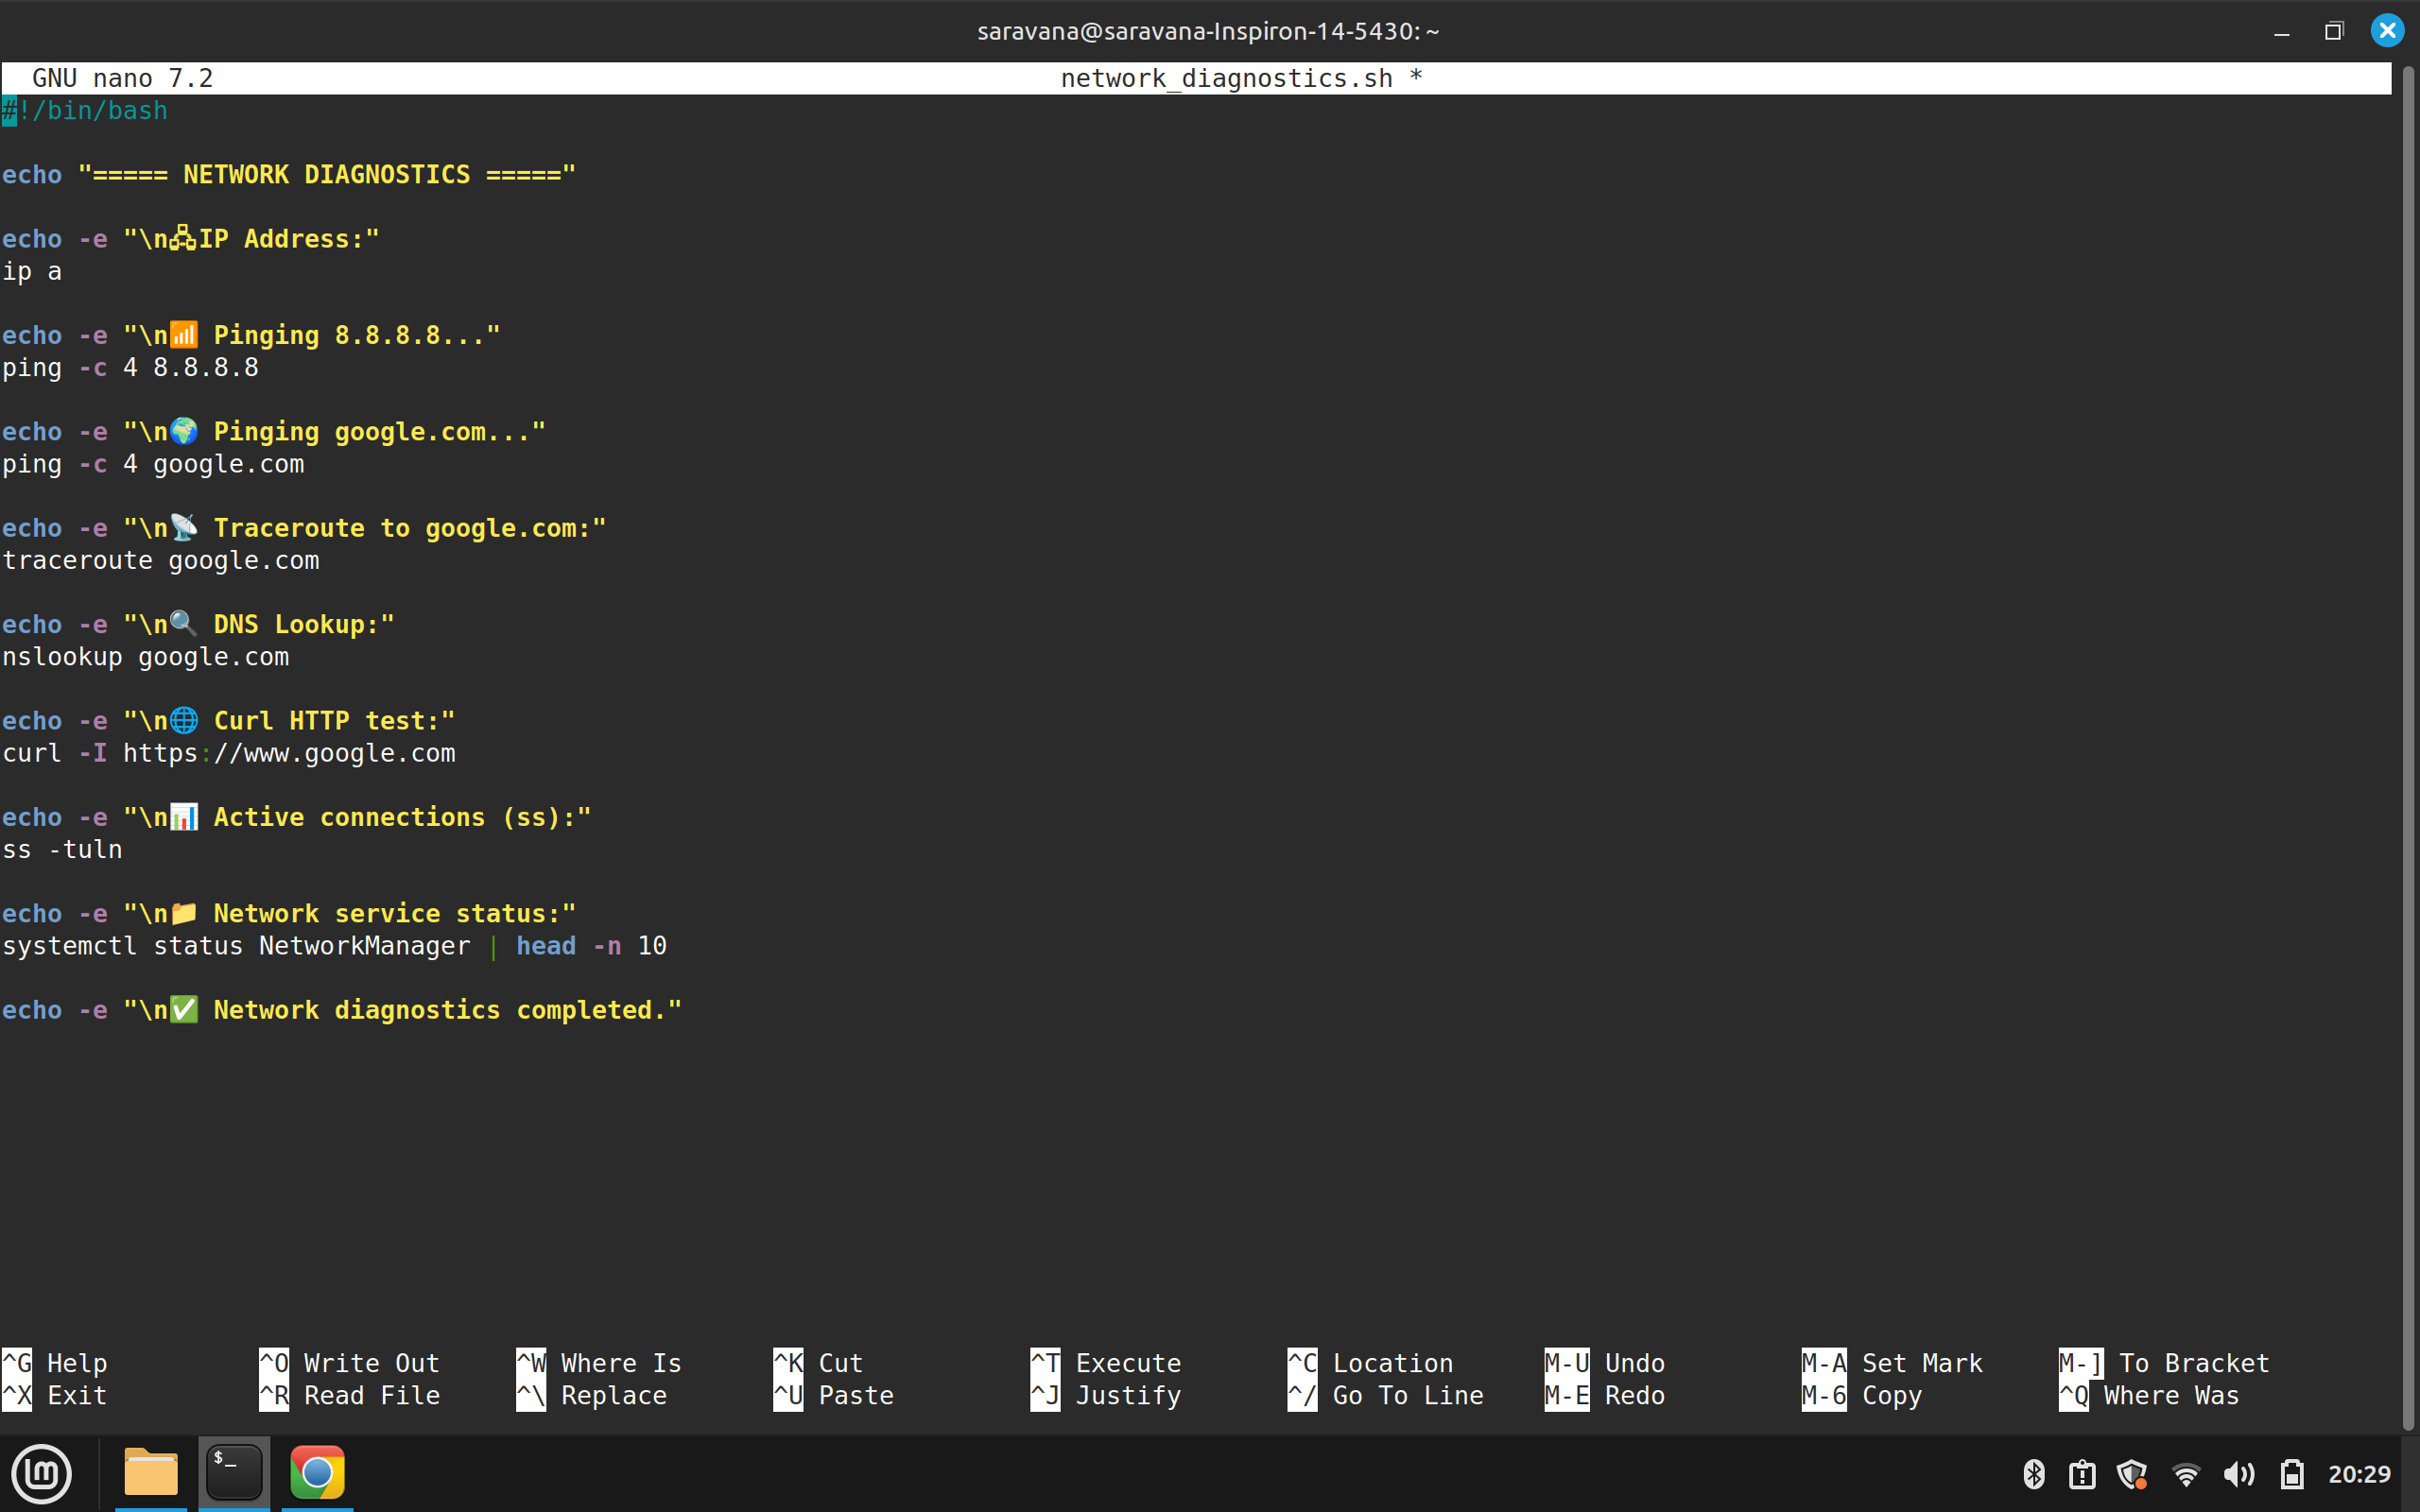 saravana@saravana-Inspiron-14-5430: ~
GNU nano 7.2 network_diagnostics.sh *
#!/bin/bash
echo "===== NETWORK DIAGNOSTICS ====="
echo -e "\n🖧IP Address:"
ip a
echo -e "\n📶 Pinging 8.8.8.8..."
ping -c 4 8.8.8.8
echo -e "\n🌍 Pinging google.com..."
ping -c 4 google.com
echo -e "\n📡 Traceroute to google.com:"
traceroute google.com
echo -e "\n🔍 DNS Lookup:"
nslookup google.com
echo -e "\n🌐 Curl HTTP test:"
curl -I https://www.google.com
echo -e "\n📊 Active connections (ss):"
ss -tuln
echo -e "\n📁 Network service status:"
systemctl status NetworkManager | head -n 10
echo -e "\n✅ Network diagnostics completed."
^G Help ^O Write Out ^W Where Is ^K Cut ^T Execute ^C Location M-U Undo M-A Set Mark M-] To Bracket
^X Exit ^R Read File ^\ Replace ^U Paste ^J Justify ^/ Go To Line M-E Redo M-6 Copy ^Q Where Was
$_
20:29